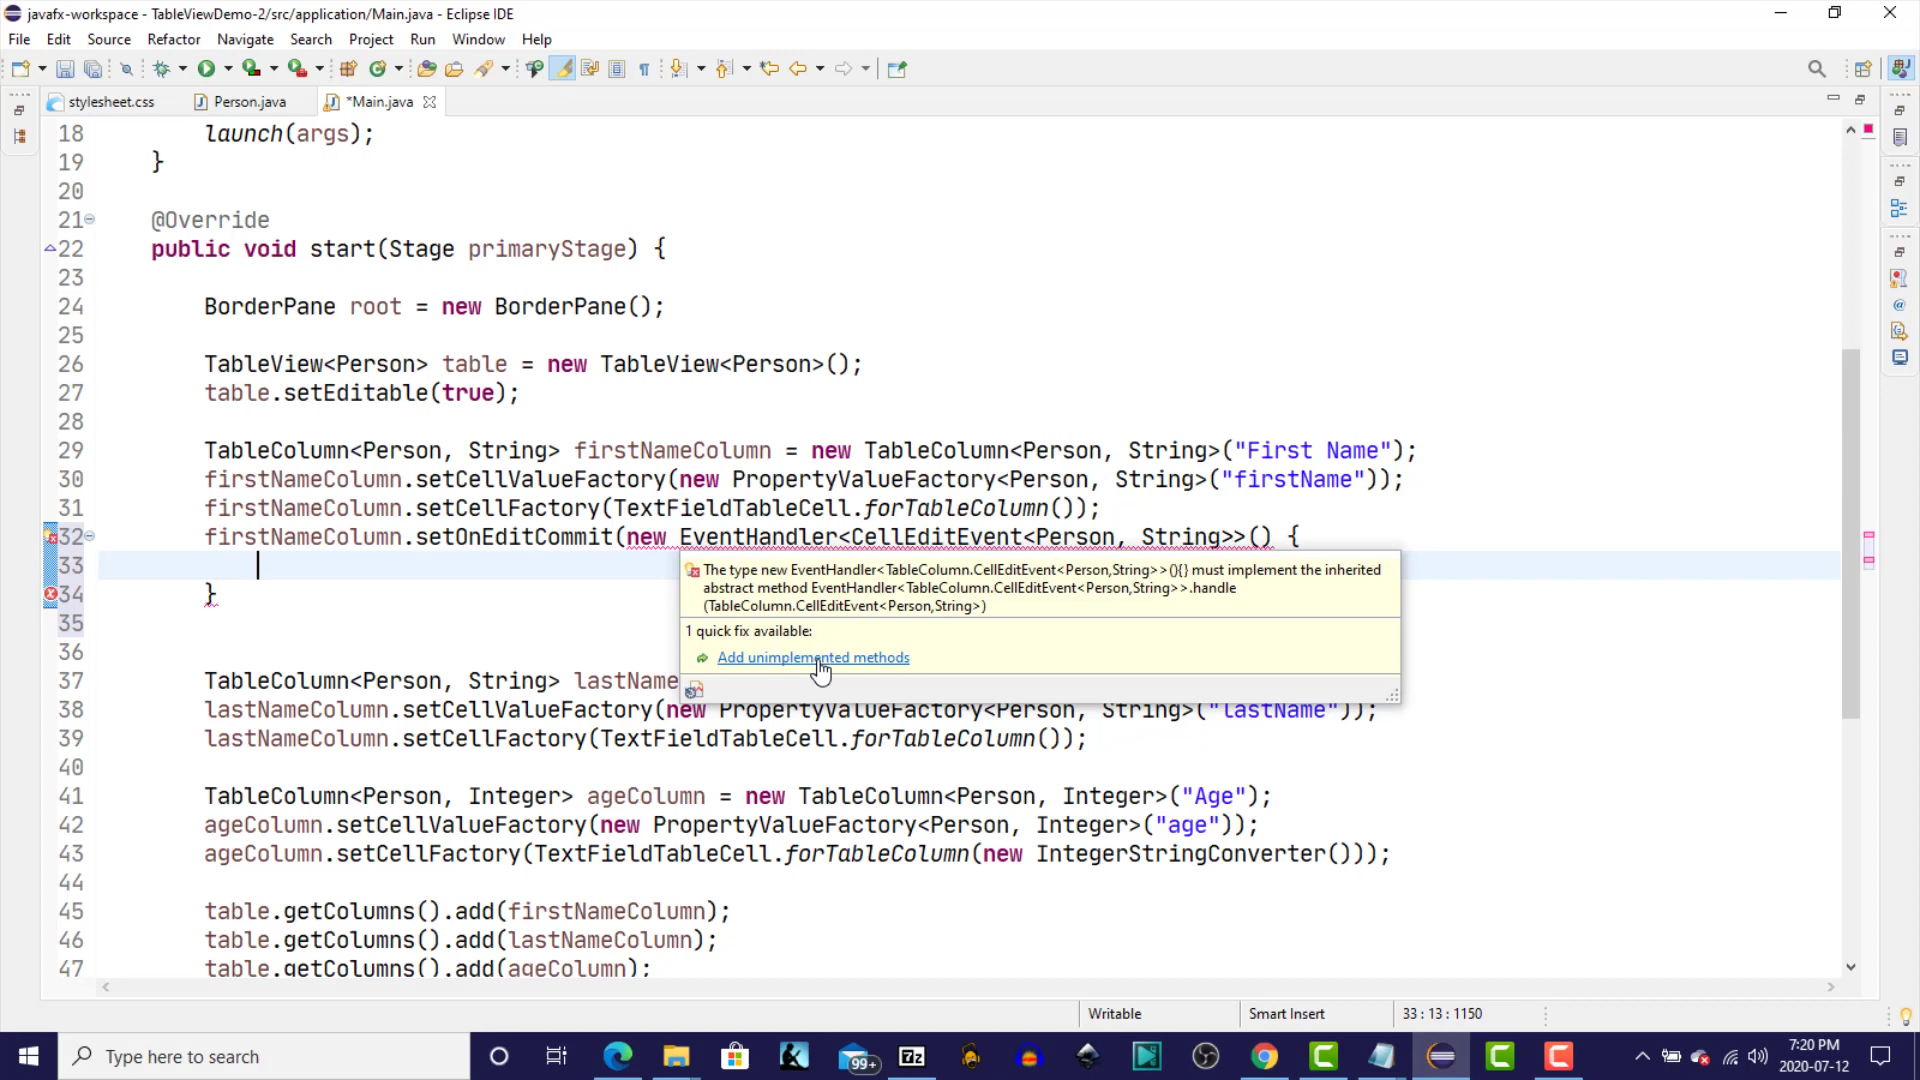 javafx-workspace - TableViewDemo-2/src/application/Main.java - Eclipse IDE
File Edit Source Refactor Navigate Search Project Run Window Help
stylesheet.css Person.java *Main.java
18 launch(args);
19 }
20
21 @Override
22 public void start(Stage primaryStage) {
23
24 BorderPane root = new BorderPane();
25
26 TableView<Person> table = new TableView<Person>();
27 table.setEditable(true);
28
29 TableColumn<Person, String> firstNameColumn = new TableColumn<Person, String>("First Name");
30 firstNameColumn.setCellValueFactory(new PropertyValueFactory<Person, String>("firstName"));
31 firstNameColumn.setCellFactory(TextFieldTableCell.forTableColumn());
32 firstNameColumn.setOnEditCommit(new EventHandler<CellEditEvent<Person, String>>() {
33
The type new EventHandler<TableColumn.CellEditEvent<Person,String>>(){} must implement the inherited
abstract method EventHandler<TableColumn.CellEditEvent<Person,String>>.handle
(TableColumn.CellEditEvent<Person,String>)
1 quick fix available:
Add unimplemented methods
34 }
35
36
37 TableColumn<Person, String> lastName
38 lastNameColumn.setCellValueFactory(new PropertyValueFactory<Person, String>("lastName"));
39 lastNameColumn.setCellFactory(TextFieldTableCell.forTableColumn());
40
41 TableColumn<Person, Integer> ageColumn = new TableColumn<Person, Integer>("Age");
42 ageColumn.setCellValueFactory(new PropertyValueFactory<Person, Integer>("age"));
43 ageColumn.setCellFactory(TextFieldTableCell.forTableColumn(new IntegerStringConverter()));
44
45 table.getColumns().add(firstNameColumn);
46 table.getColumns().add(lastNameColumn);
47 table.getColumns().add(ageColumn);
Writable Smart Insert 33 : 13 : 1150
Type here to search
99+
7z
7:20 PM
2020-07-12